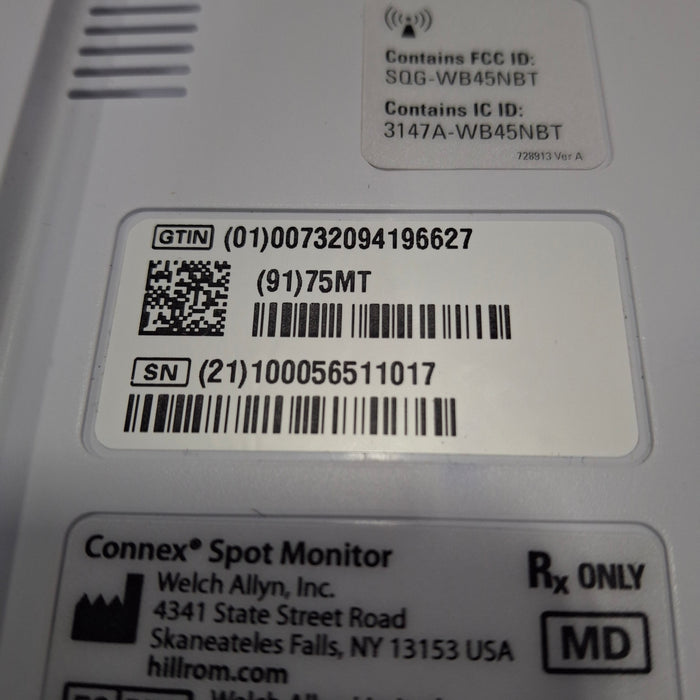 Contains FCC ID:
SQG-WB45NBT
Contains IC ID:
3147A-WB45NBT
728913 Ver A
GTIN (01)00732094196627
(91)75MT
SN (21)100056511017
Connex® Spot Monitor
Welch Allyn, Inc.
4341 State Street Road
Skaneateles Falls, NY 13153 USA
hillrom.com
Rx ONLY
MD